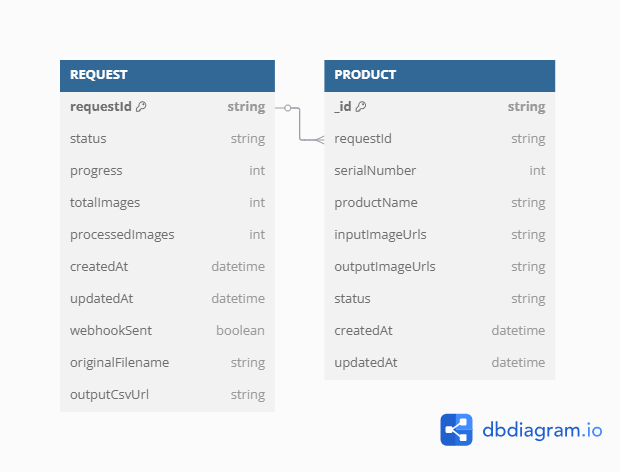 REQUEST
requestId string
status string
progress int
totalImages int
processedImages int
createdAt datetime
updatedAt datetime
webhookSent boolean
originalFilename string
outputCsvUrl string
PRODUCT
_id string
requestId string
serialNumber int
productName string
inputImageUrls string
outputImageUrls string
status string
createdAt datetime
updatedAt datetime
dbdiagram.io